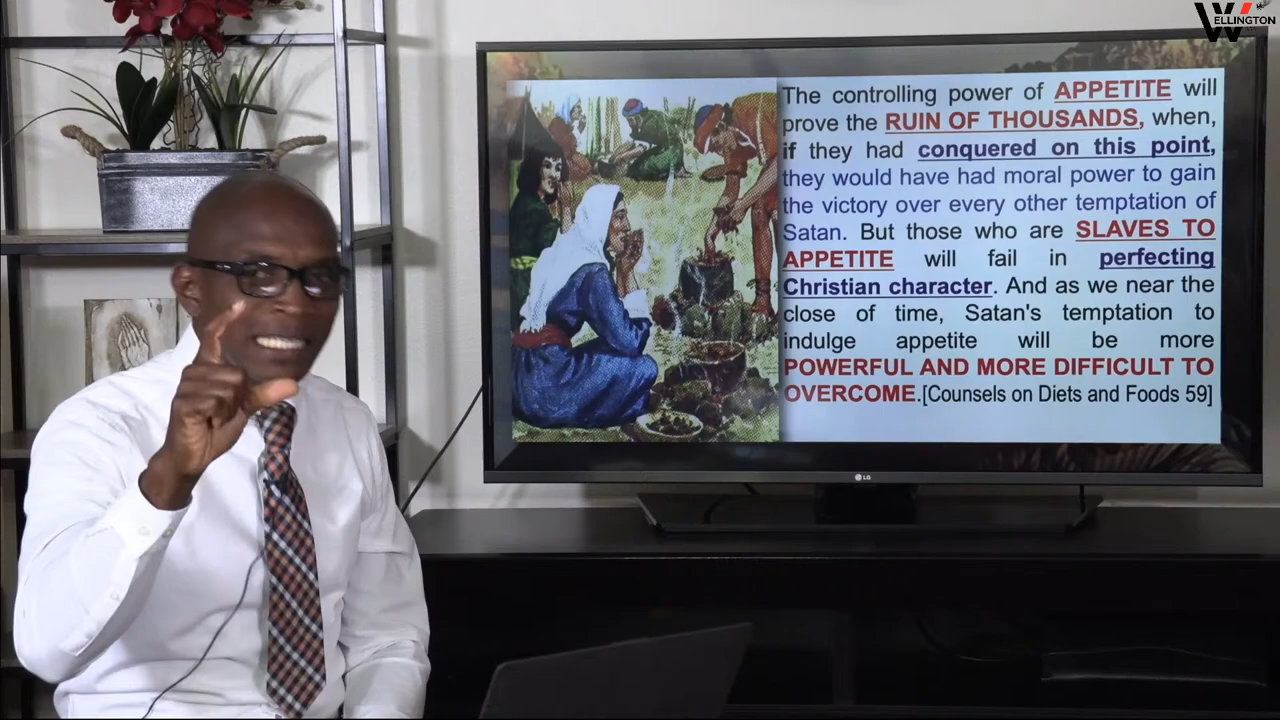 WELLINGTON
The controlling power of APPETITE will
prove the RUIN OF THOUSANDS, when,
if they had conquered on this point,
they would have had moral power to gain
the victory over every other temptation of
Satan. But those who are SLAVES TO
APPETITE will fail in perfecting
Christian character. And as we near the
close of time, Satan's temptation to
indulge appetite will be more
POWERFUL AND MORE DIFFICULT TO
OVERCOME.[Counsels on Diets and Foods 59]
LG